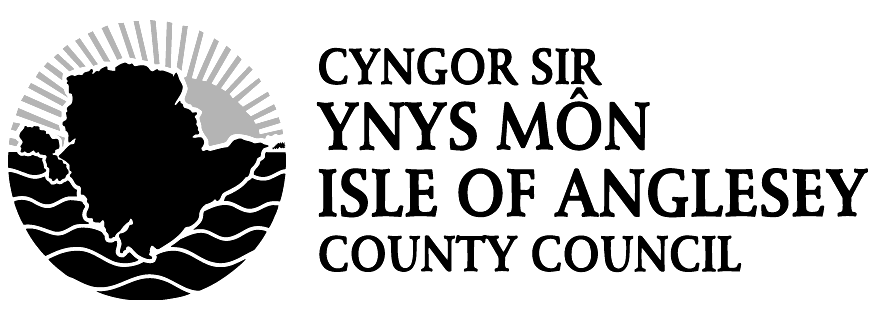 CYNGOR SIR
YNYS MÔN
ISLE OF ANGLESEY
COUNTY COUNCIL